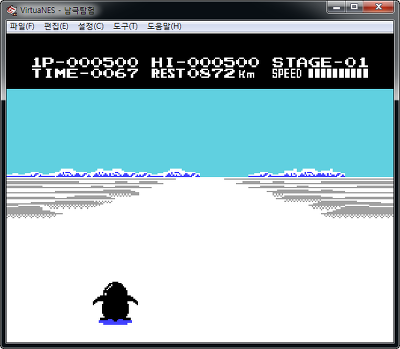 VirtuaNES - 남극탐험
파일(F) 편집(E) 설정(C) 도구(T) 도움말(H)
1P-000500 HI-000500 STAGE-01
TIME-0067 REST0872Km SPEED